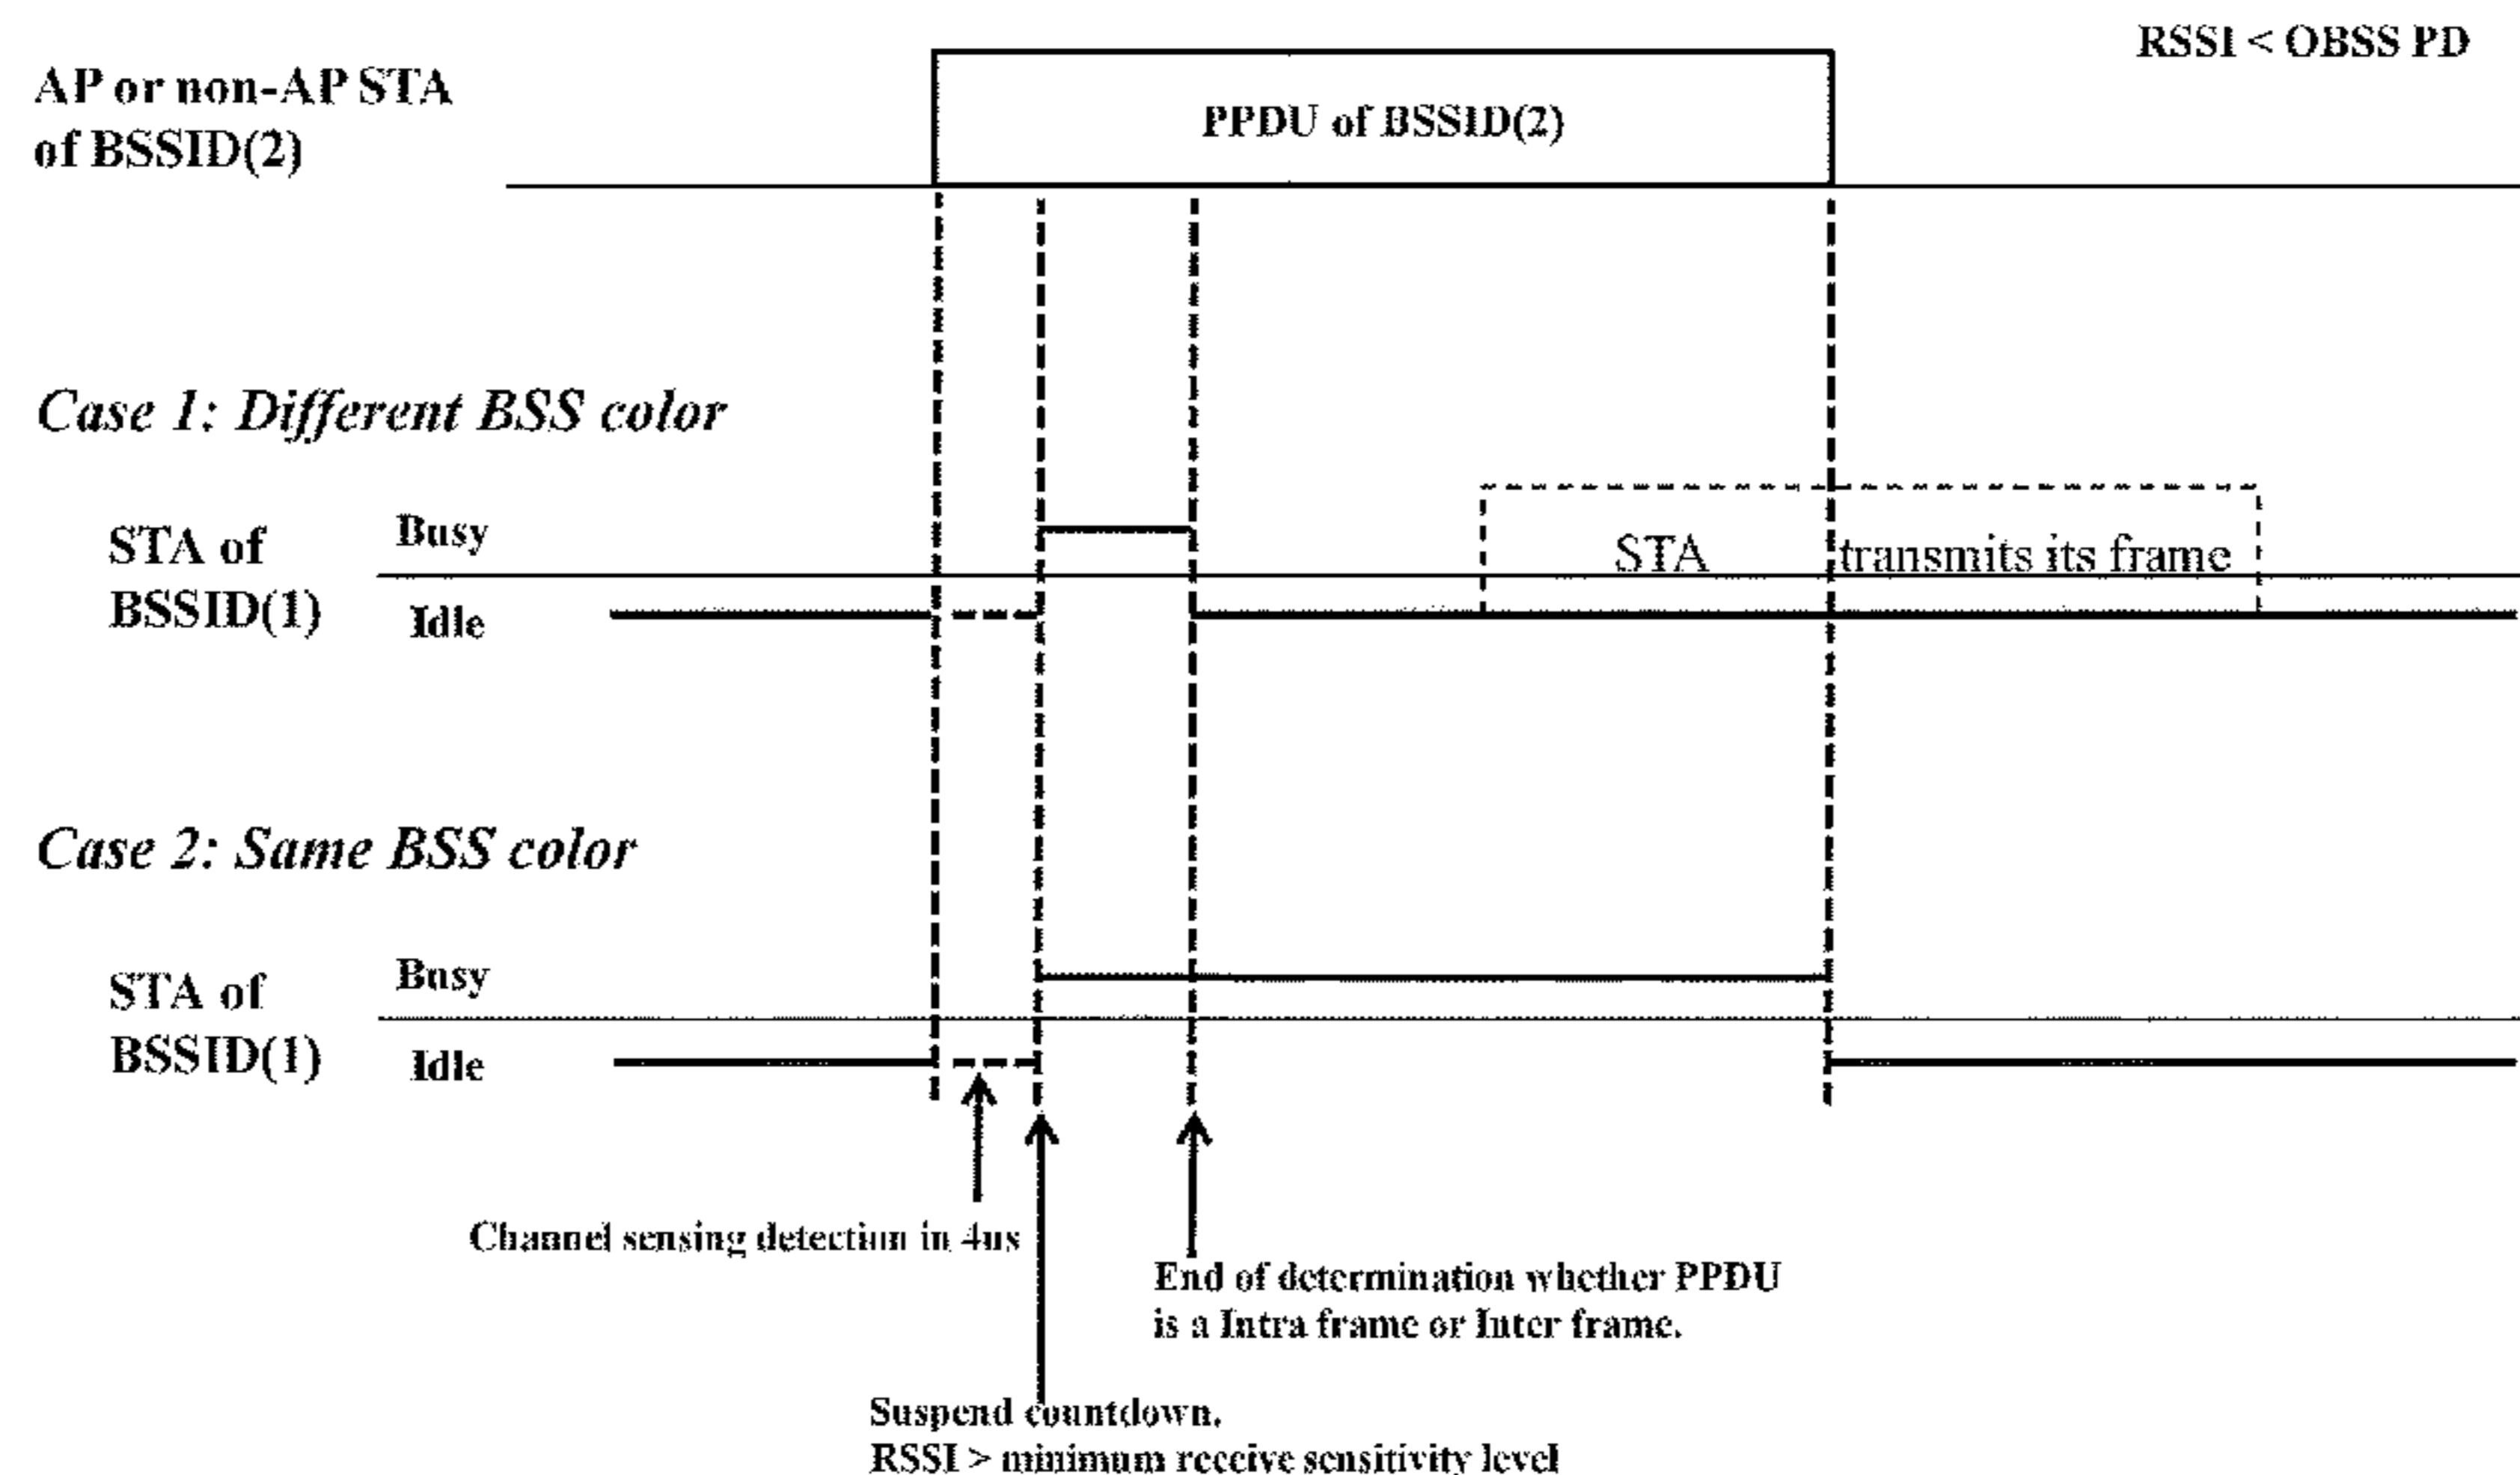 RSSI < OBSS PD
AP or non-AP STA
of BSSID(2)
PPDU of BSSID(2)
Case 1: Different BSS color
STA of
BSSID(1)
Busy
Idle
STA transmits its frame
Case 2: Same BSS color
STA of
BSSID(1)
Busy
Idle
Channel sensing detection in 4us
End of determination whether PPDU
is a Intra frame or Inter frame.
Suspend countdown.
RSSI > minimum receive sensitivity level